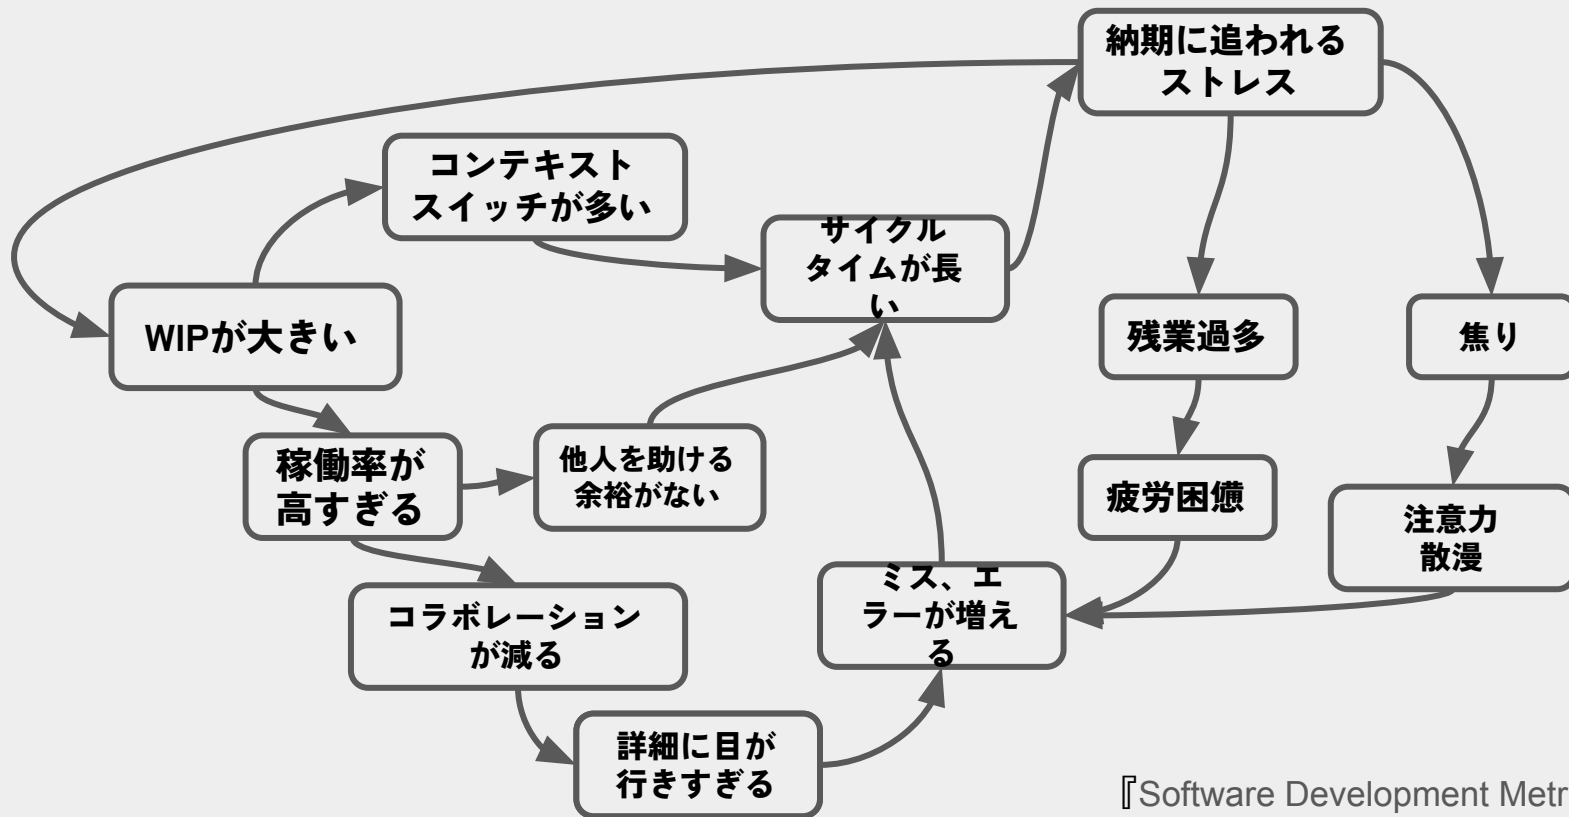 納期に追われる
ストレス
コンテキスト
スイッチが多い
サイクル
タイムが長
い
WIPが大きい
残業過多
焦り
稼働率が
高すぎる
他人を助ける
余裕がない
疲労困憊
注意力
散漫
コラボレーション
が減る
ミス、エ
ラーが増え
る
詳細に目が
行きすぎる
『Software Development Metr